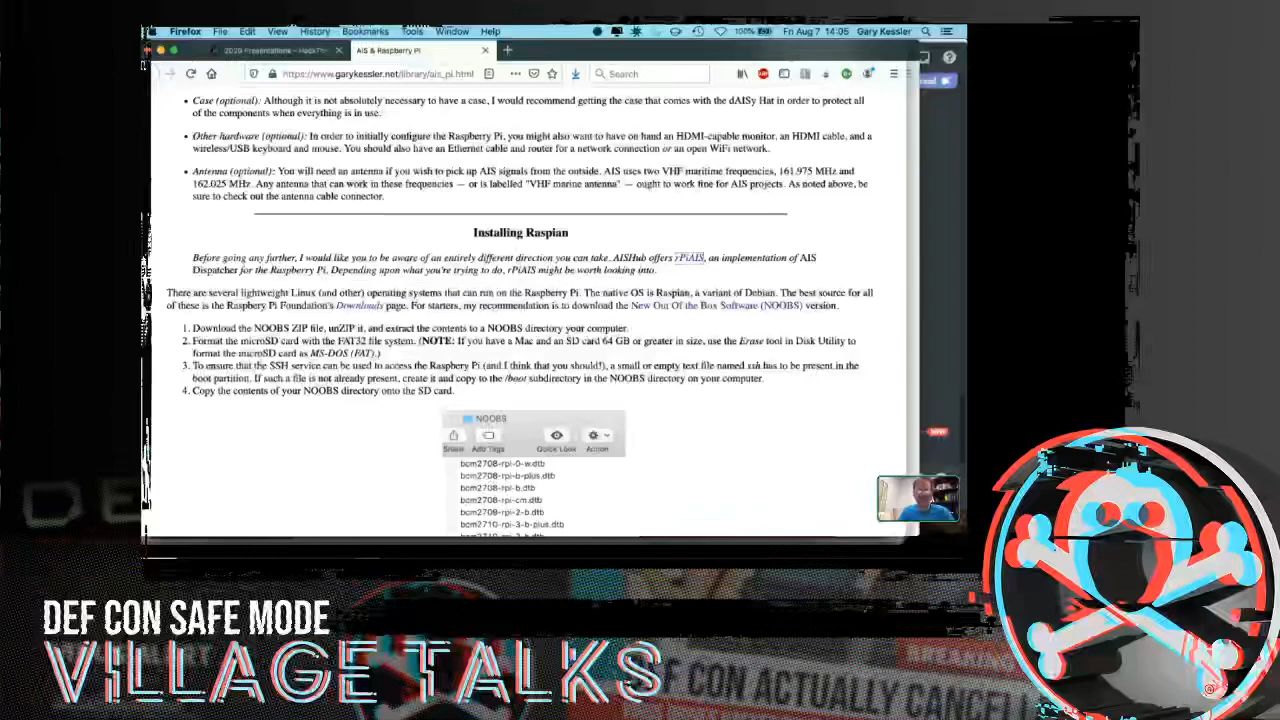 Firefox File Edit View History Bookmarks Tools Window Help 100% Fri Aug 7 14:05 Gary Kessler
2020 Presentations – HackTh
AIS & Raspberry Pi
https://www.garykessler.net/library/ais_pi.html
Search
• Case (optional): Although it is not absolutely necessary to have a case, I would recommend getting the case that comes with the dAISy Hat in order to protect all
of the components when everything is in use.
• Other hardware (optional): In order to initially configure the Raspberry Pi, you might also want to have on hand an HDMI-capable monitor, an HDMI cable, and a
wireless/USB keyboard and mouse. You should also have an Ethernet cable and router for a network connection or an open WiFi network.
• Antenna (optional): You will need an antenna if you wish to pick up AIS signals from the outside. AIS uses two VHF maritime frequencies, 161.975 MHz and
162.025 MHz. Any antenna that can work in these frequencies — or is labelled "VHF marine antenna" — ought to work fine for AIS projects. As noted above, be
sure to check out the antenna cable connector.
Installing Raspian
Before going any further, I would like you to be aware of an entirely different direction you can take. AISHub offers rPiAIS, an implementation of AIS
Dispatcher for the Raspberry Pi. Depending upon what you're trying to do, rPiAIS might be worth looking into.
There are several lightweight Linux (and other) operating systems that can run on the Raspberry Pi. The native OS is Raspian, a variant of Debian. The best source for all
of these is the Raspbery Pi Foundation's Downloads page. For starters, my recommendation is to download the New Out Of the Box Software (NOOBS) version.
1. Download the NOOBS ZIP file, unZIP it, and extract the contents to a NOOBS directory your computer.
2. Format the microSD card with the FAT32 file system. (NOTE: If you have a Mac and an SD card 64 GB or greater in size, use the Erase tool in Disk Utility to
format the microSD card as MS-DOS (FAT).)
3. To ensure that the SSH service can be used to access the Raspbery Pi (and I think that you should!), a small or empty text file named ssh has to be present in the
boot partition. If such a file is not already present, create it and copy to the /boot subdirectory in the NOOBS directory on your computer.
4. Copy the contents of your NOOBS directory onto the SD card.
NOOBS
Share Add Tags Quick Look Action
bcm2708-rpi-0-w.dtb
bcm2708-rpi-b-plus.dtb
bcm2708-rpi-b.dtb
bcm2708-rpi-cm.dtb
bcm2709-rpi-2-b.dtb
bcm2710-rpi-3-b-plus.dtb
DEF CON SAFE MODE
VILLAGE TALKS
DEF CON ACTUALLY CANCEL